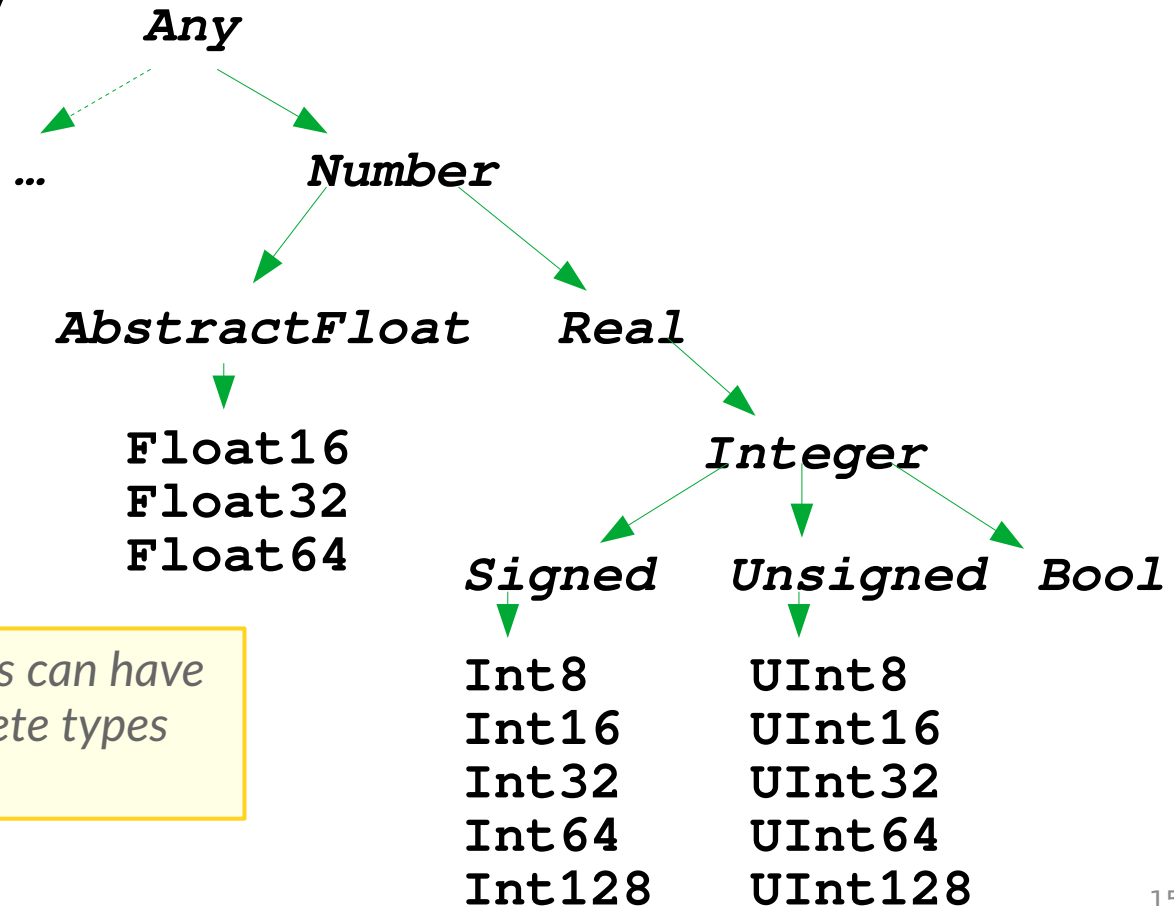 Any
… Number
AbstractFloat Real
Float16
Float32
Float64
Integer
Signed Unsigned Bool
Int8 UInt8
Int16 UInt16
Int32 UInt32
Int64 UInt64
Int128 UInt128
s can have
ete types
15